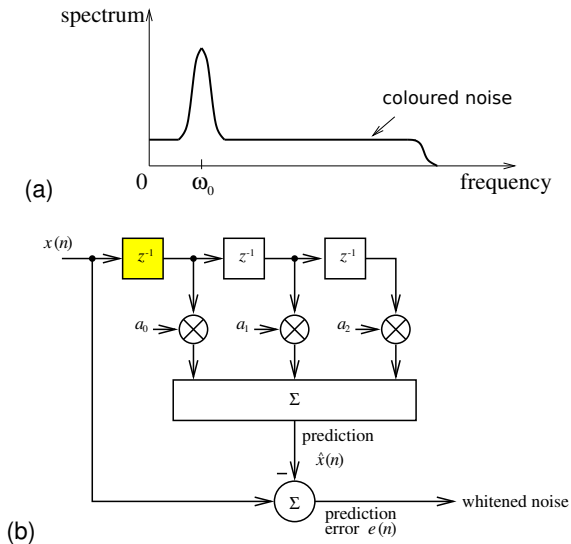 spectrum
coloured noise
0
ω₀
frequency
(a)
x(n)
z⁻¹ z⁻¹ z⁻¹
a₀ a₁ a₂
Σ
prediction
x̂(n)
−
Σ
whitened noise
prediction
error e(n)
(b)